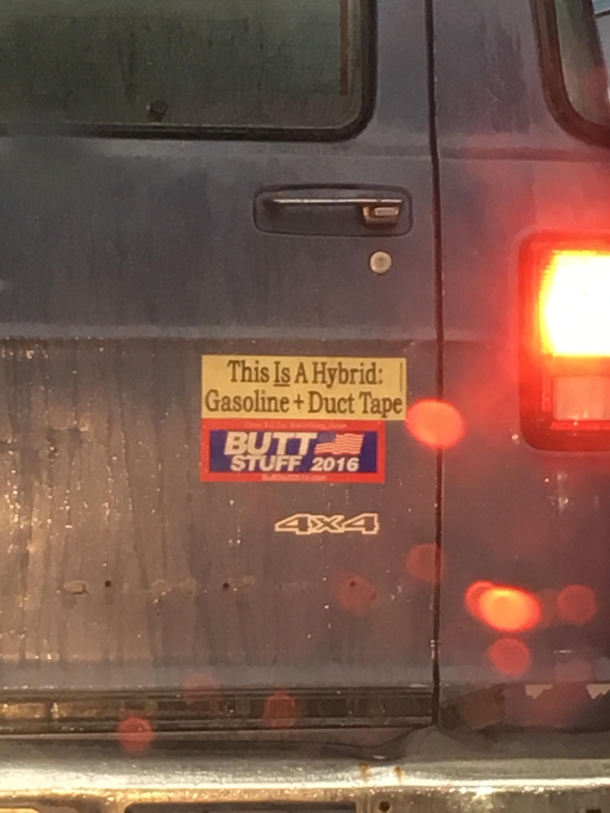 This Is A Hybrid:
Gasoline + Duct Tape
BUTT
STUFF 2016
4x4